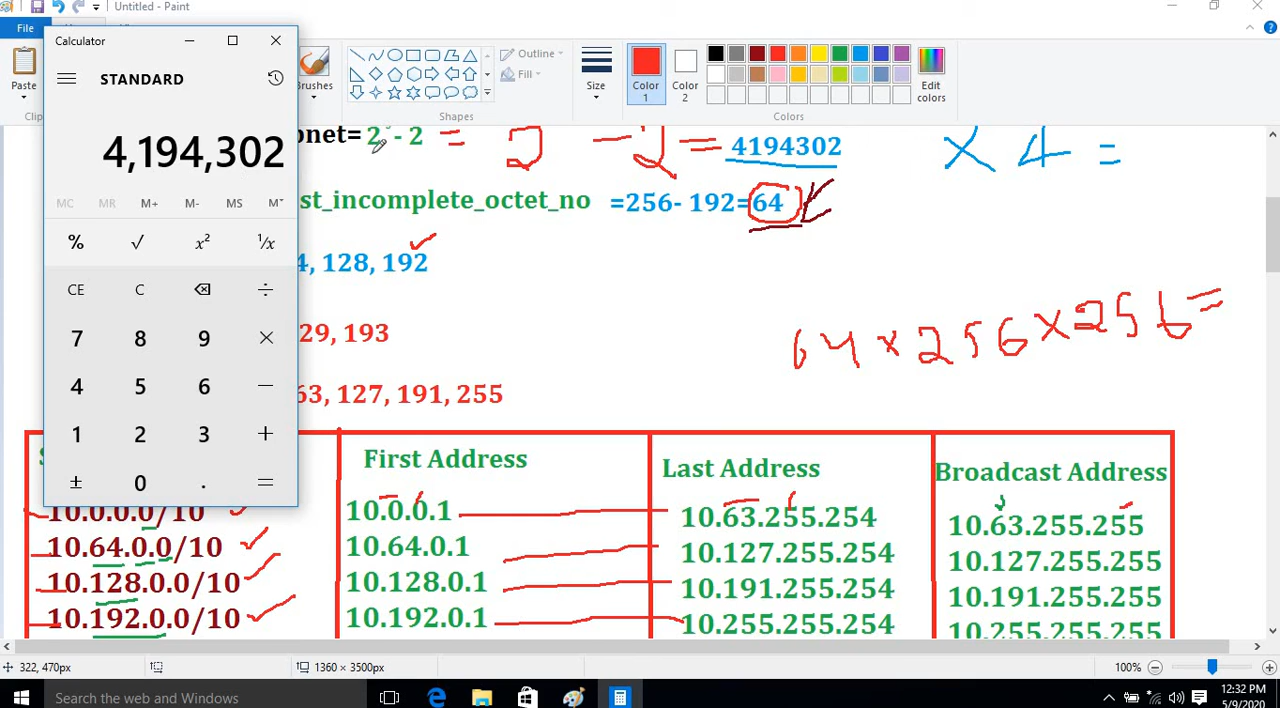 Untitled - Paint
File
Calculator
STANDARD
4,194,302
MC MR M+ M- MS M
% √ x² ¹/x
CE C ÷
7 8 9 ×
4 5 6 −
1 2 3 +
± 0 . =
Paste
Brushes
Outline
Fill
Shapes
Size
Color 1
Color 2
Edit colors
Colors
= 2 - 2 = 2 - 2 = 4194302 × 4 =
st_incomplete_octet_no =256- 192=64
4, 128, 192
64×256×256=
29, 193
63, 127, 191, 255
First Address Last Address Broadcast Address
10.0.0.0/10 10.0.0.1 10.63.255.254 10.63.255.255
10.64.0.0/10 10.64.0.1 10.127.255.254 10.127.255.255
10.128.0.0/10 10.128.0.1 10.191.255.254 10.191.255.255
10.192.0.0/10 10.192.0.1 10.255.255.254 10.255.255.255
322, 470px 1360 × 3500px 100%
Search the web and Windows
12:32 PM
5/9/2020